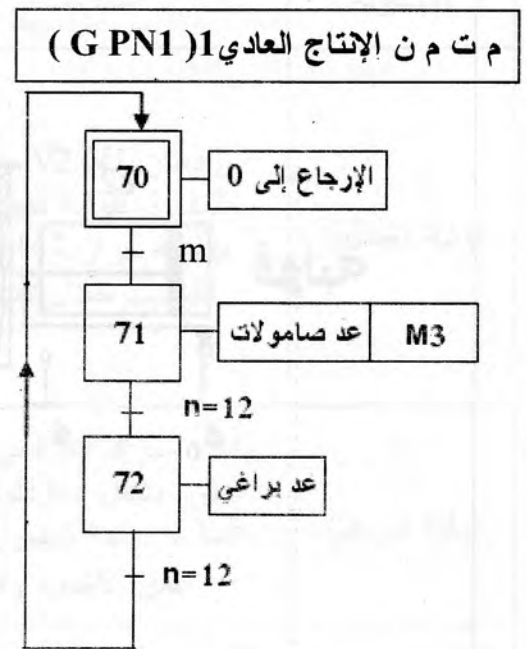 م ت م ن الإنتاج العادي1( G PN1 )
70
الإرجاع إلى 0
m
71
عد صامولات
M3
n=12
72
عد براغي
n=12